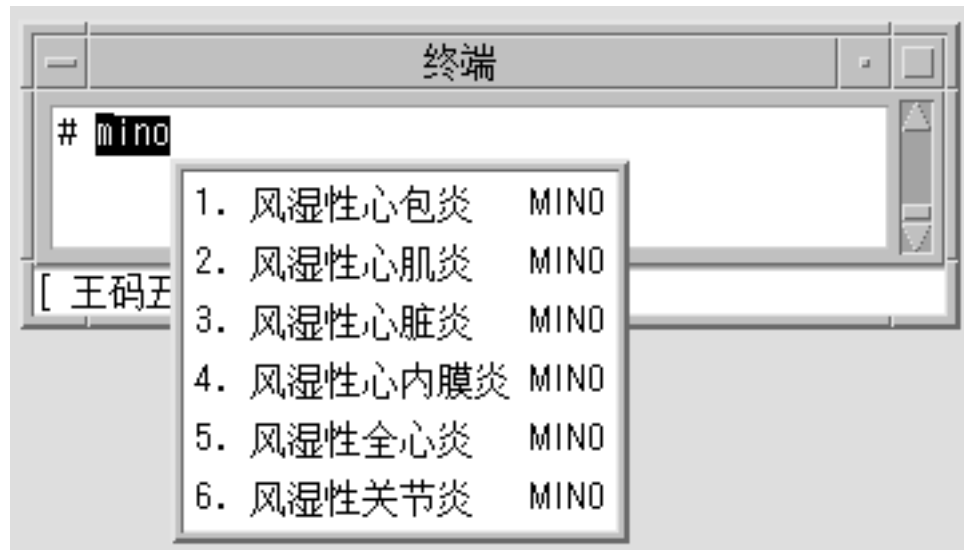 终端
# mino
1. 风湿性心包炎 MINO
2. 风湿性心肌炎 MINO
3. 风湿性心脏炎 MINO
4. 风湿性心内膜炎 MINO
5. 风湿性全心炎 MINO
6. 风湿性关节炎 MINO
[ 王码五